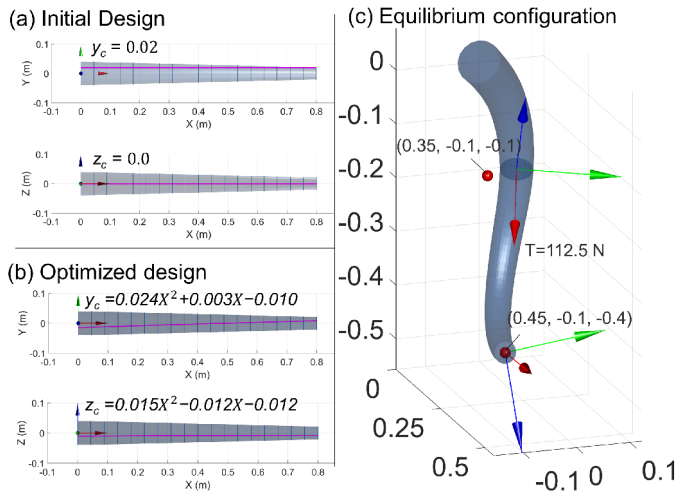 (a) Initial Design
0.1
y_c = 0.02
Y (m)
0
-0.1
-0.1 0 0.1 0.2 0.3 0.4 0.5 0.6 0.7 0.8
X (m)
0.1
z_c = 0.0
Z (m)
0
-0.1
-0.1 0 0.1 0.2 0.3 0.4 0.5 0.6 0.7 0.8
X (m)
(b) Optimized design
0.1
y_c =0.024X²+0.003X−0.010
Y (m)
0
-0.1
-0.1 0 0.1 0.2 0.3 0.4 0.5 0.6 0.7 0.8
X (m)
0.1
z_c =0.015X²−0.012X−0.012
Z (m)
0
0.1
-0.1 0 0.1 0.2 0.3 0.4 0.5 0.6 0.7 0.8
X (m)
(c) Equilibrium configuration
0
-0.1
(0.35, -0.1, -0.1)
-0.2
T=112.5 N
-0.3
-0.4
(0.45, -0.1, -0.4)
-0.5
0
0.25
0.5
-0.1 0 0.1